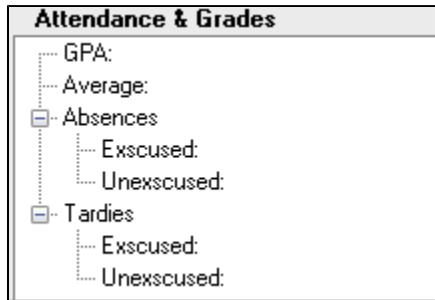 Attendance & Grades
GPA:
Average:
Absences
Exscused:
Unexscused:
Tardies
Exscused:
Unexscused: